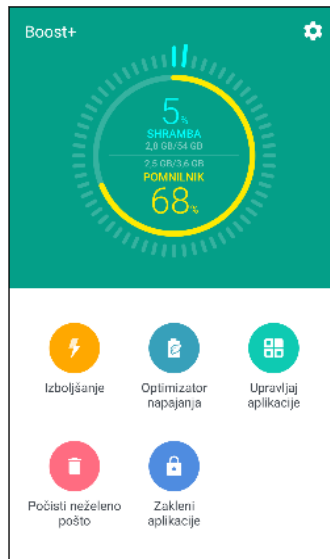 Boost+
5%
SHRAMBA
2,8 GB/54 GB
2,5 GB/3,6 GB
POMNILNIK
68%
Izboljšanje
Optimizator
napajanja
Upravljaj
aplikacije
Počisti neželeno
pošto
Zakleni
aplikacije